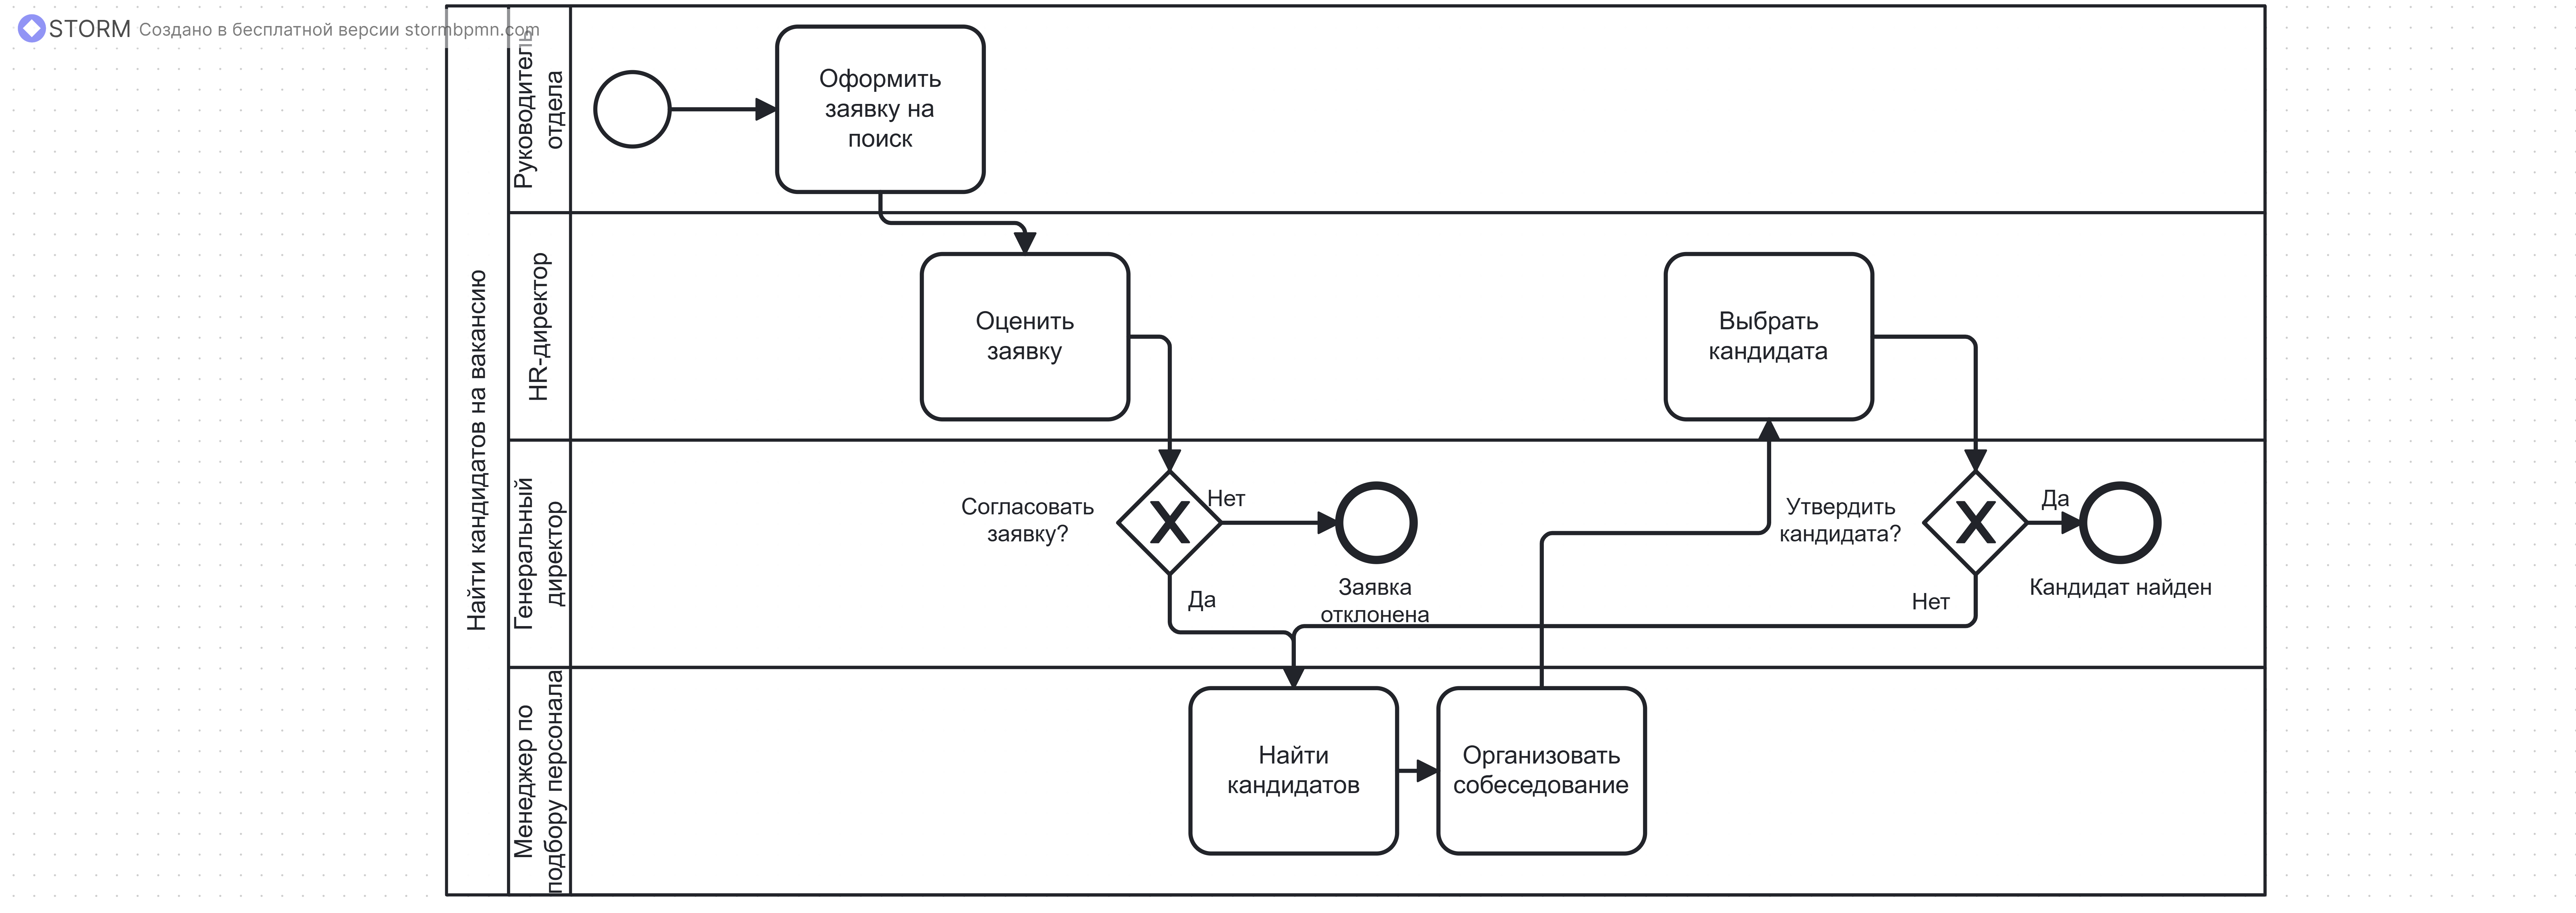 STORM Создано в бесплатной версии stormbpmn.com
Найти кандидатов на вакансию
Руководитель
отдела
Оформить
заявку на
поиск
HR-директор
Оценить
заявку
Выбрать
кандидата
Генеральный
директор
Согласовать
заявку?
Нет
Да
Заявка
отклонена
Утвердить
кандидата?
Да
Нет
Кандидат найден
Менеджер по
подбору персонала
Найти
кандидатов
Организовать
собеседование